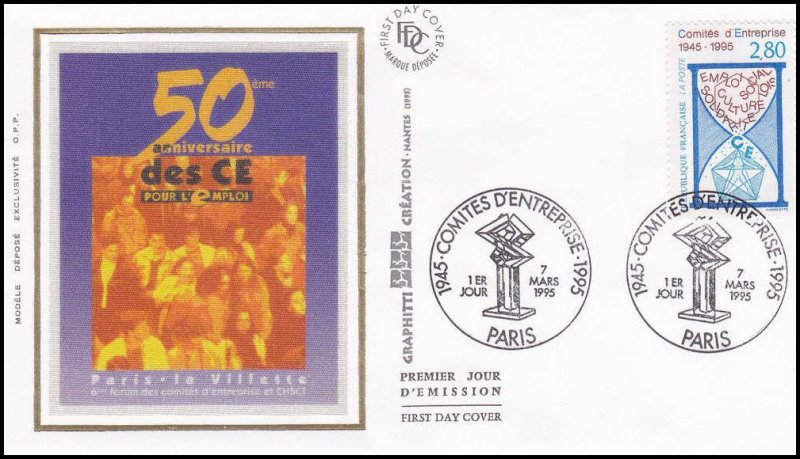 MODÈLE DÉPOSÉ EXCLUSIVITÉ O.P.P.
50ème
anniversaire
des CE
POUR L'eMPLOI
Paris • la Villette
6ème forum des comités d'entreprise et CHSCT
FIRST DAY COVER
FDC
MARQUE DÉPOSÉE
GRAPHITTI CRÉATION - NANTES (1995)
PREMIER JOUR
D'EMISSION
FIRST DAY COVER
1945 · COMITES D'ENTREPRISE · 1995
1ER
JOUR
7
MARS
1995
PARIS
Comités d'Entreprise
1945 - 1995
2,80
EMPLOI SOCIAL
CULTURE
SOLIDARITE
CE
RÉPUBLIQUE FRANÇAISE LA POSTE
1945 · COMITES D'ENTREPRISE · 1995
1ER
JOUR
7
MARS
1995
PARIS